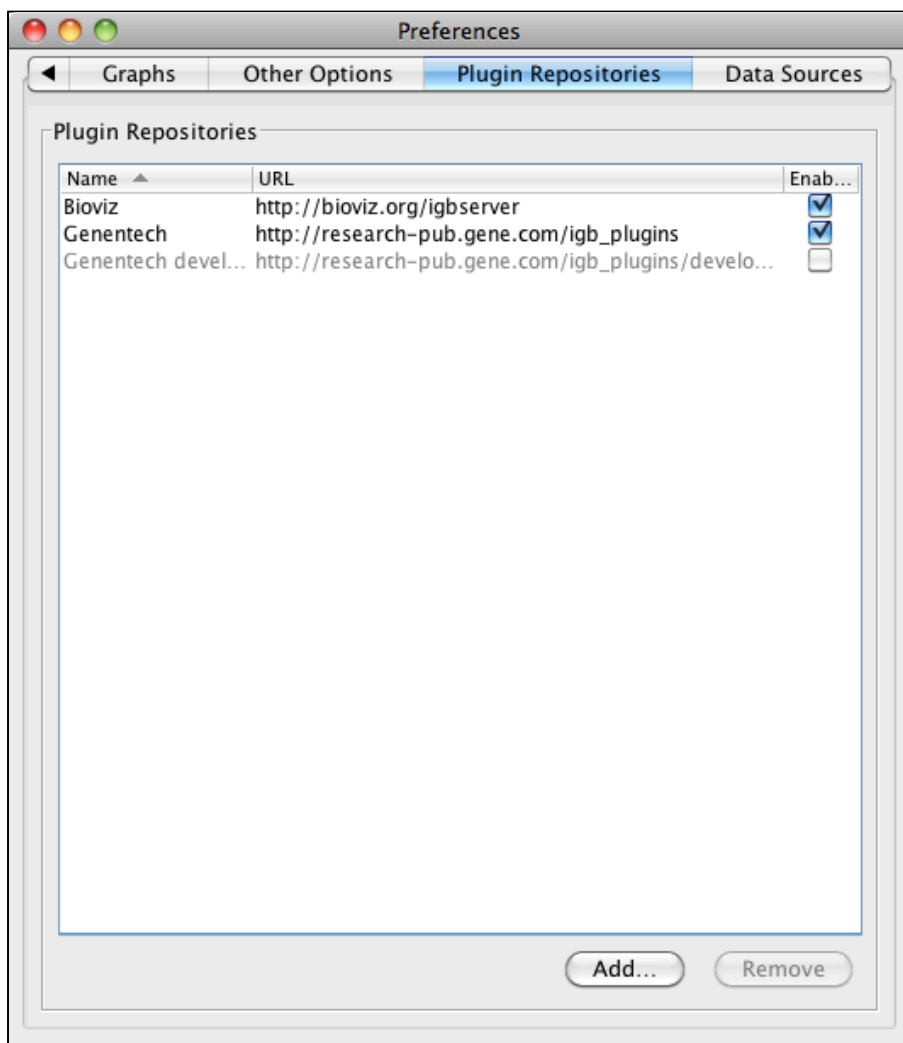 Preferences
Graphs Other Options Plugin Repositories Data Sources
Plugin Repositories
Name URL Enab...
Bioviz http://bioviz.org/igbserver
Genentech http://research-pub.gene.com/igb_plugins
Genentech devel... http://research-pub.gene.com/igb_plugins/develo...
Add... Remove